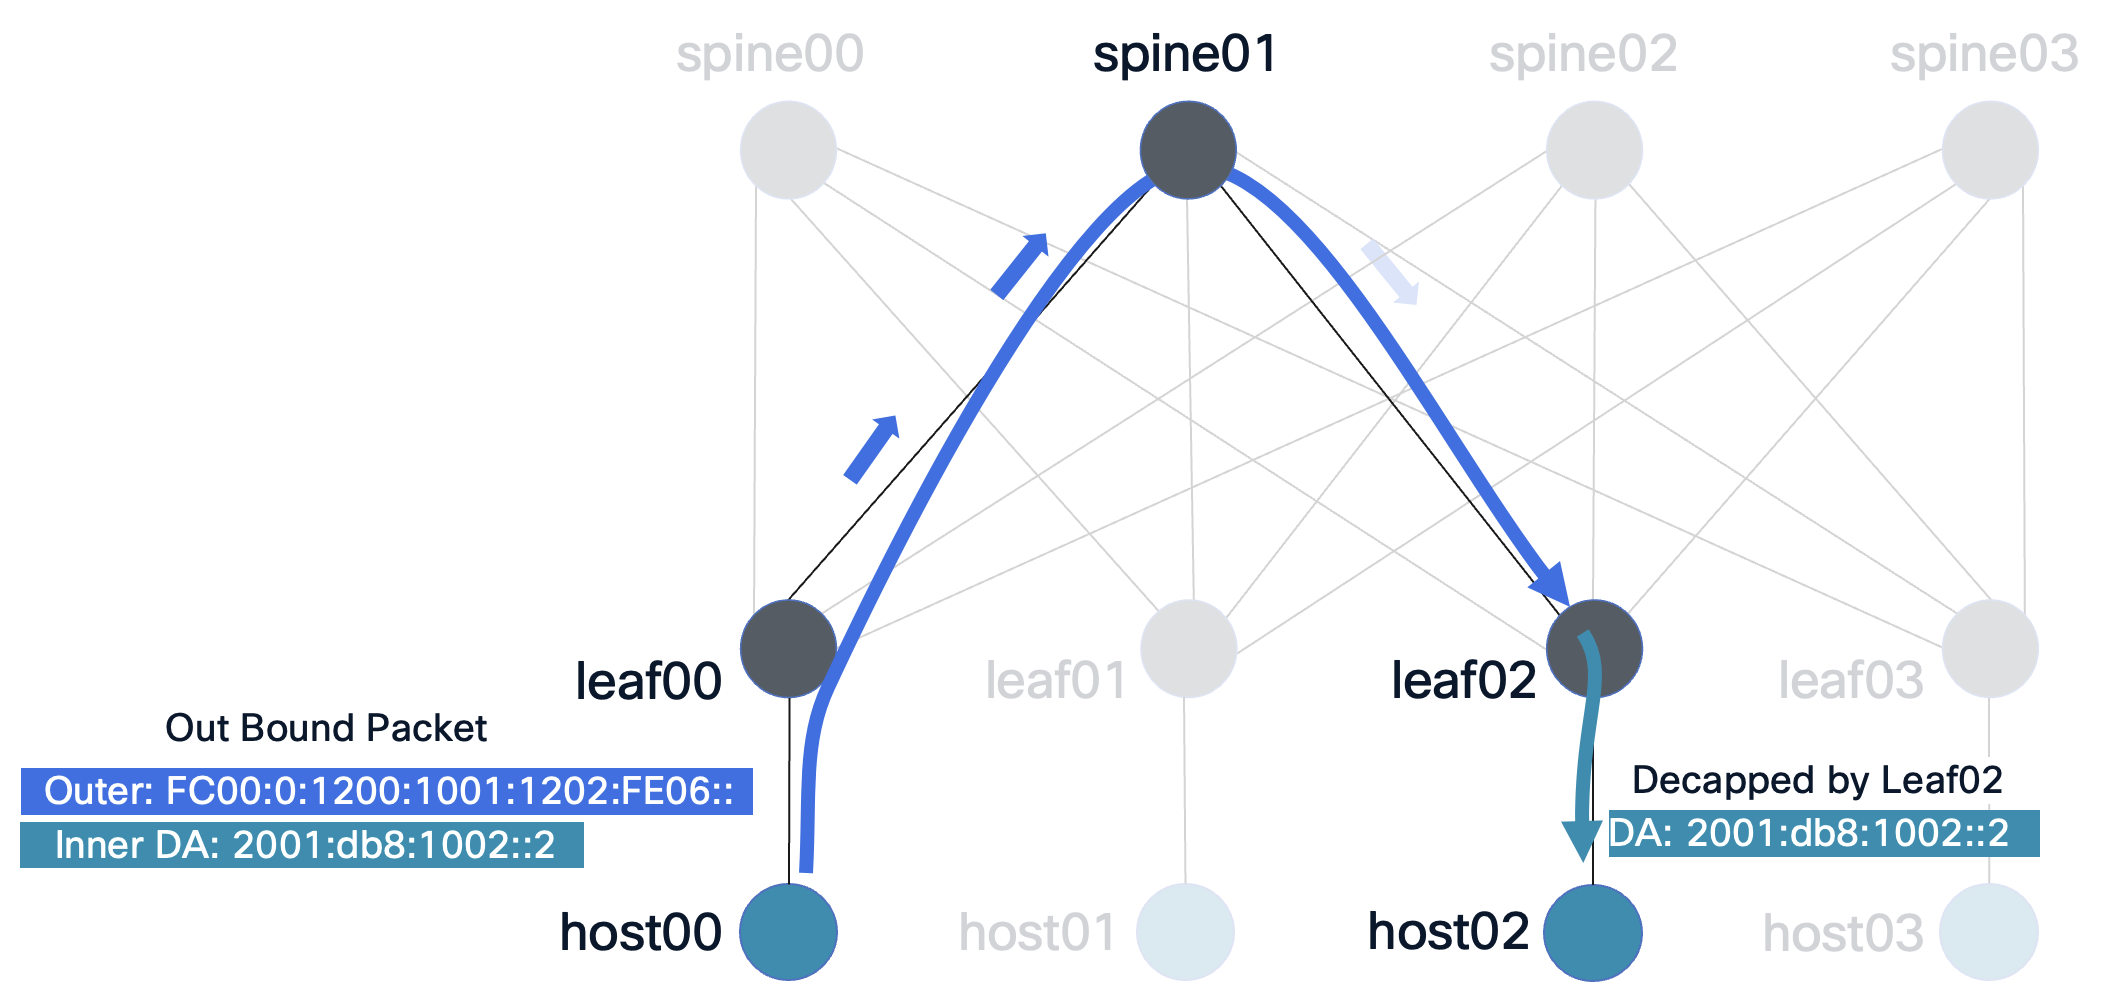 spine00
spine01
spine02
spine03
leaf00
leaf01
leaf02
leaf03
Out Bound Packet
Outer: FC00:0:1200:1001:1202:FE06::
Inner DA: 2001:db8:1002::2
Decapped by Leaf02
DA: 2001:db8:1002::2
host00
host01
host02
host03